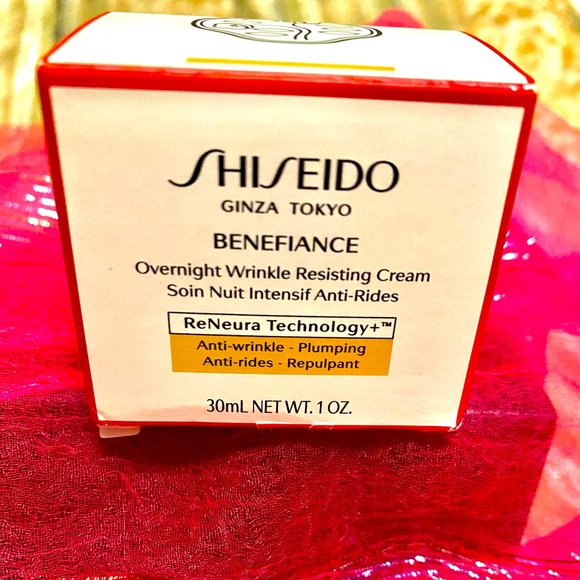 SHISEIDO
GINZA TOKYO
BENEFIANCE
Overnight Wrinkle Resisting Cream
Soin Nuit Intensif Anti-Rides
ReNeura Technology+™
Anti-wrinkle - Plumping
Anti-rides - Repulpant
30mL NET WT. 1 OZ.